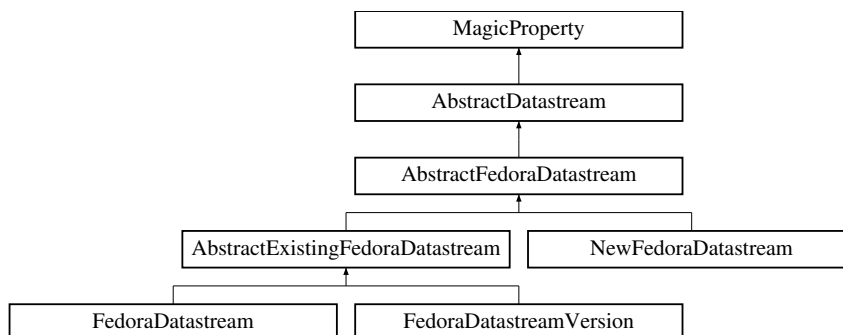 MagicProperty
AbstractDatastream
AbstractFedoraDatastream
AbstractExistingFedoraDatastream
NewFedoraDatastream
FedoraDatastream
FedoraDatastreamVersion